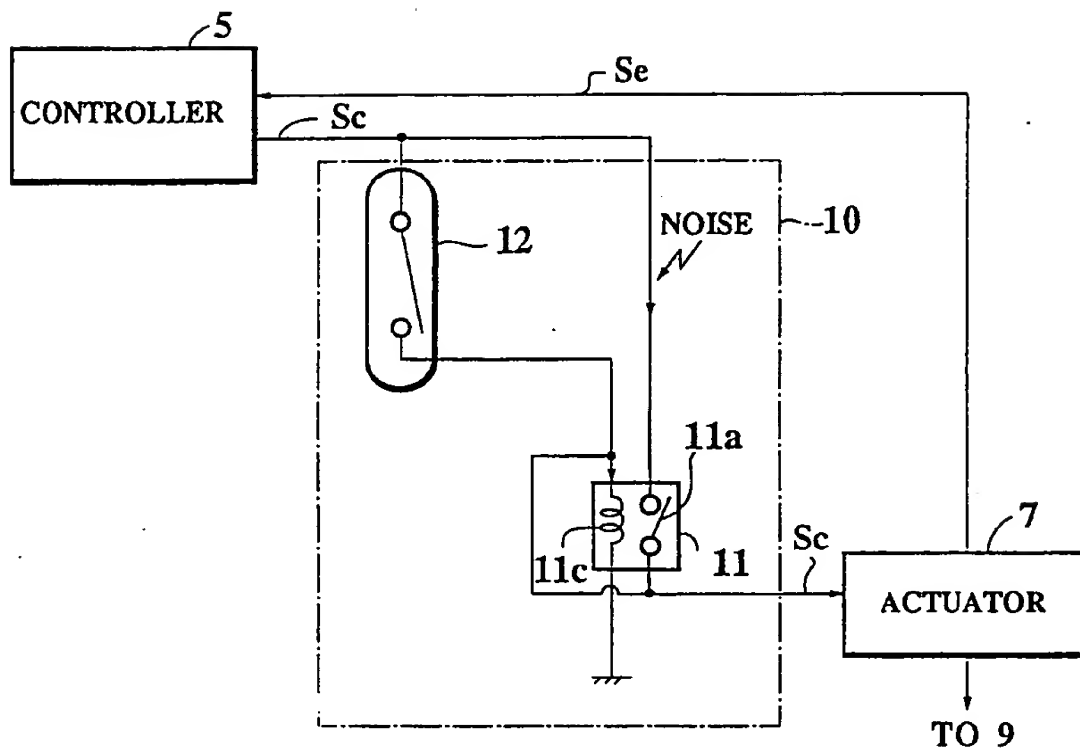 5
Se
CONTROLLER
Sc
NOISE
10
12
11a
7
11c
11
Sc
ACTUATOR
TO 9